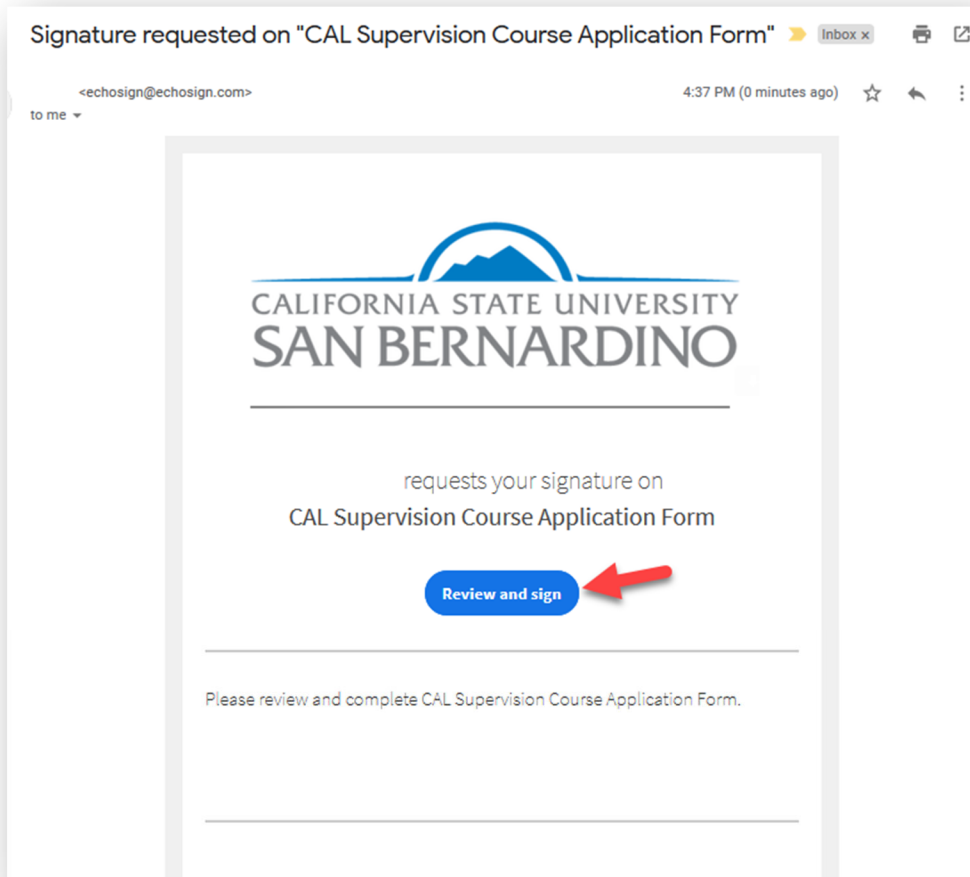 Signature requested on "CAL Supervision Course Application Form" Inbox x
<echosign@echosign.com> 4:37 PM (0 minutes ago)
to me
CALIFORNIA STATE UNIVERSITY
SAN BERNARDINO
requests your signature on
CAL Supervision Course Application Form
Review and sign
Please review and complete CAL Supervision Course Application Form.